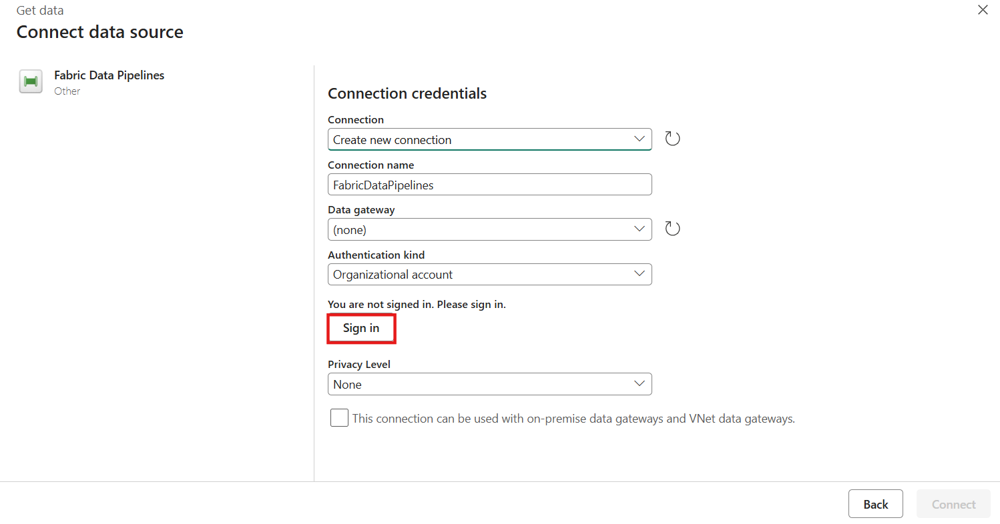 Get data
Connect data source
Fabric Data Pipelines
Other
Connection credentials
Connection
Create new connection
Connection name
FabricDataPipelines
Data gateway
(none)
Authentication kind
Organizational account
You are not signed in. Please sign in.
Sign in
Privacy Level
None
This connection can be used with on-premise data gateways and VNet data gateways.
Back
Connect